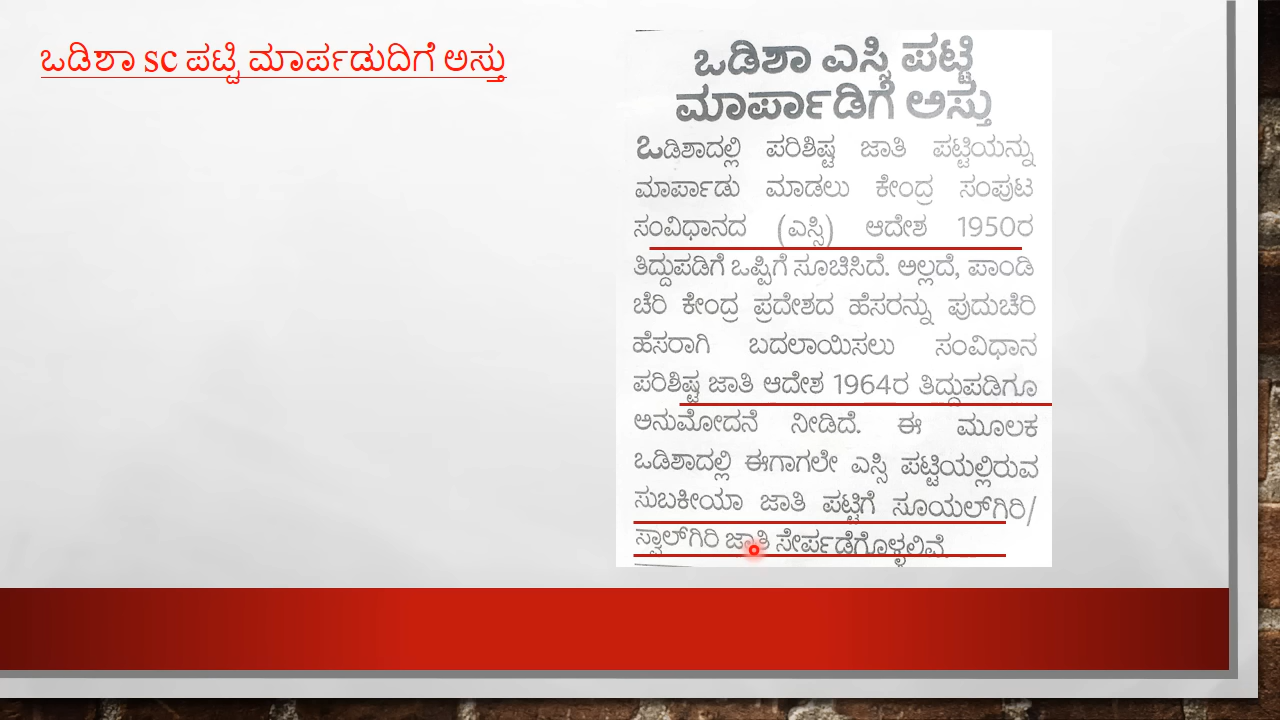 ಒಡಿಶಾ SC ಪಟ್ಟಿ ಮಾರ್ಪಡುದಿಗೆ ಅಸ್ತು
ಒಡಿಶಾ ಎಸ್ಸಿ ಪಟ್ಟಿ
ಮಾರ್ಪಾಡಿಗೆ ಅಸ್ತು
ಒಡಿಶಾದಲ್ಲಿ ಪರಿಶಿಷ್ಟ ಜಾತಿ ಪಟ್ಟಿಯನ್ನು
ಮಾರ್ಪಾಡು ಮಾಡಲು ಕೇಂದ್ರ ಸಂಪುಟ
ಸಂವಿಧಾನದ (ಎಸ್ಸಿ) ಆದೇಶ 1950ರ
ತಿದ್ದುಪಡಿಗೆ ಒಪ್ಪಿಗೆ ಸೂಚಿಸಿದೆ. ಅಲ್ಲದೆ, ಪಾಂಡಿ
ಚೆರಿ ಕೇಂದ್ರ ಪ್ರದೇಶದ ಹೆಸರನ್ನು ಪುದುಚೆರಿ
ಹೆಸರಾಗಿ ಬದಲಾಯಿಸಲು ಸಂವಿಧಾನ
ಪರಿಶಿಷ್ಟ ಜಾತಿ ಆದೇಶ 1964ರ ತಿದ್ದುಪಡಿಗೂ
ಅನುಮೋದನೆ ನೀಡಿದೆ. ಈ ಮೂಲಕ
ಒಡಿಶಾದಲ್ಲಿ ಈಗಾಗಲೇ ಎಸ್ಸಿ ಪಟ್ಟಿಯಲ್ಲಿರುವ
ಸುಬಕೀಯಾ ಜಾತಿ ಪಟ್ಟಿಗೆ ಸೂಯಲ್‌ಗಿರಿ/
ಸ್ವಾಲ್‌ಗಿರಿ ಜಾತಿ ಸೇರ್ಪಡೆಗೊಳ್ಳಲಿವೆ.